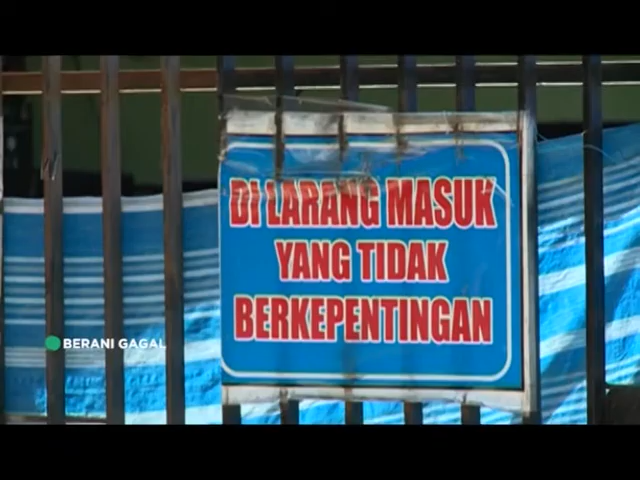 DI LARANG MASUK
YANG TIDAK
BERKEPENTINGAN
BERANI GAGAL